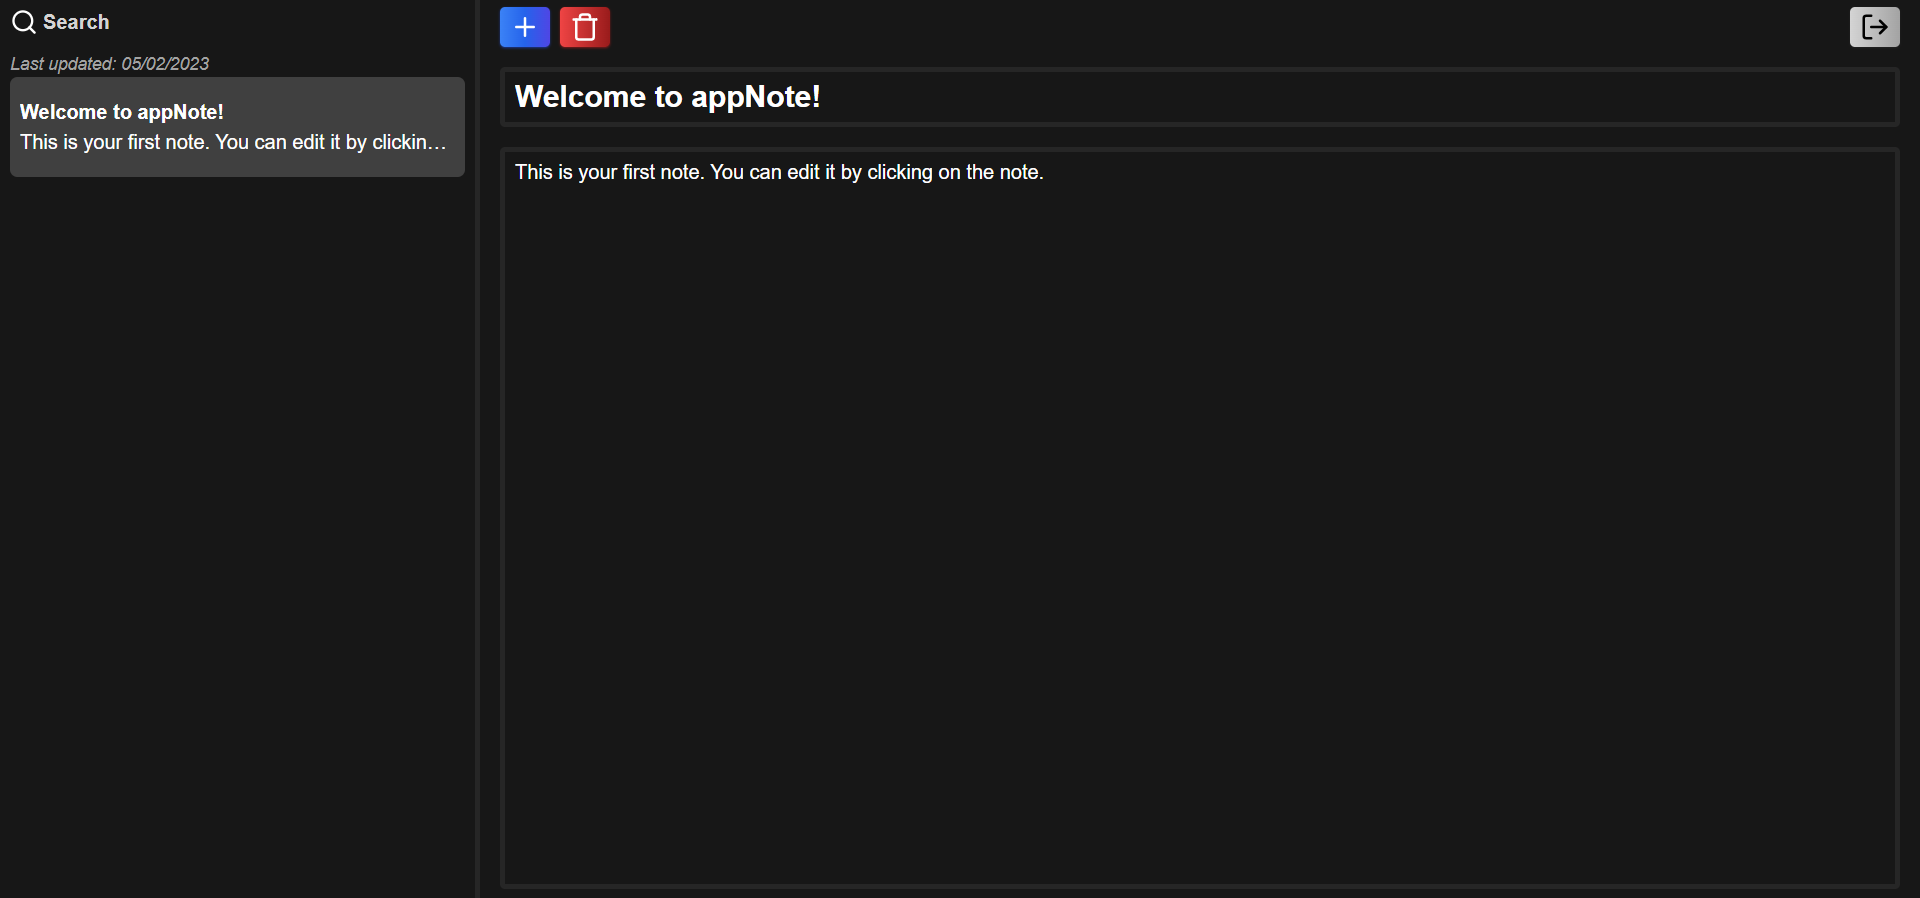 Search
Last updated: 05/02/2023
Welcome to appNote!
This is your first note. You can edit it by clickin...
Welcome to appNote!
This is your first note. You can edit it by clicking on the note.